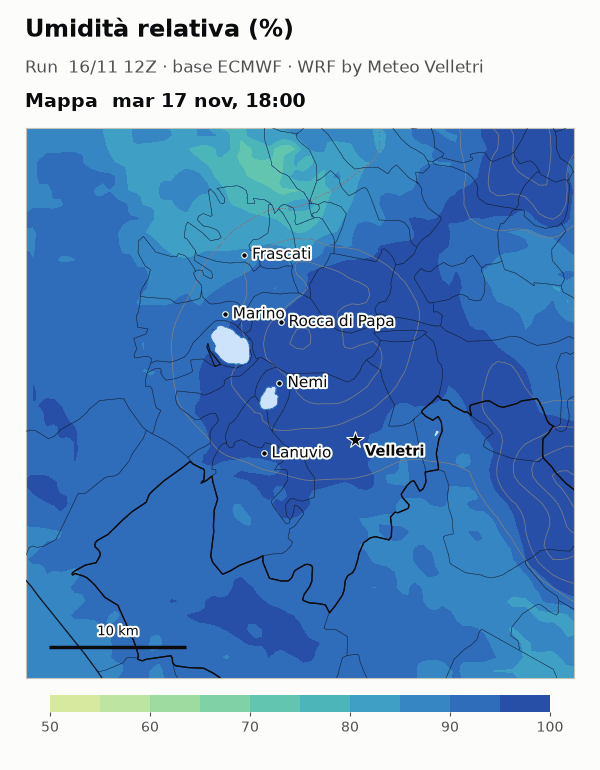 Umidità relativa (%)
Run  16/11 12Z · base ECMWF · WRF by Meteo Velletri
Mappa  mar 17 nov, 18:00
Frascati
Marino
Rocca di Papa
Nemi
Velletri
Lanuvio
10 km
50 60 70 80 90 100